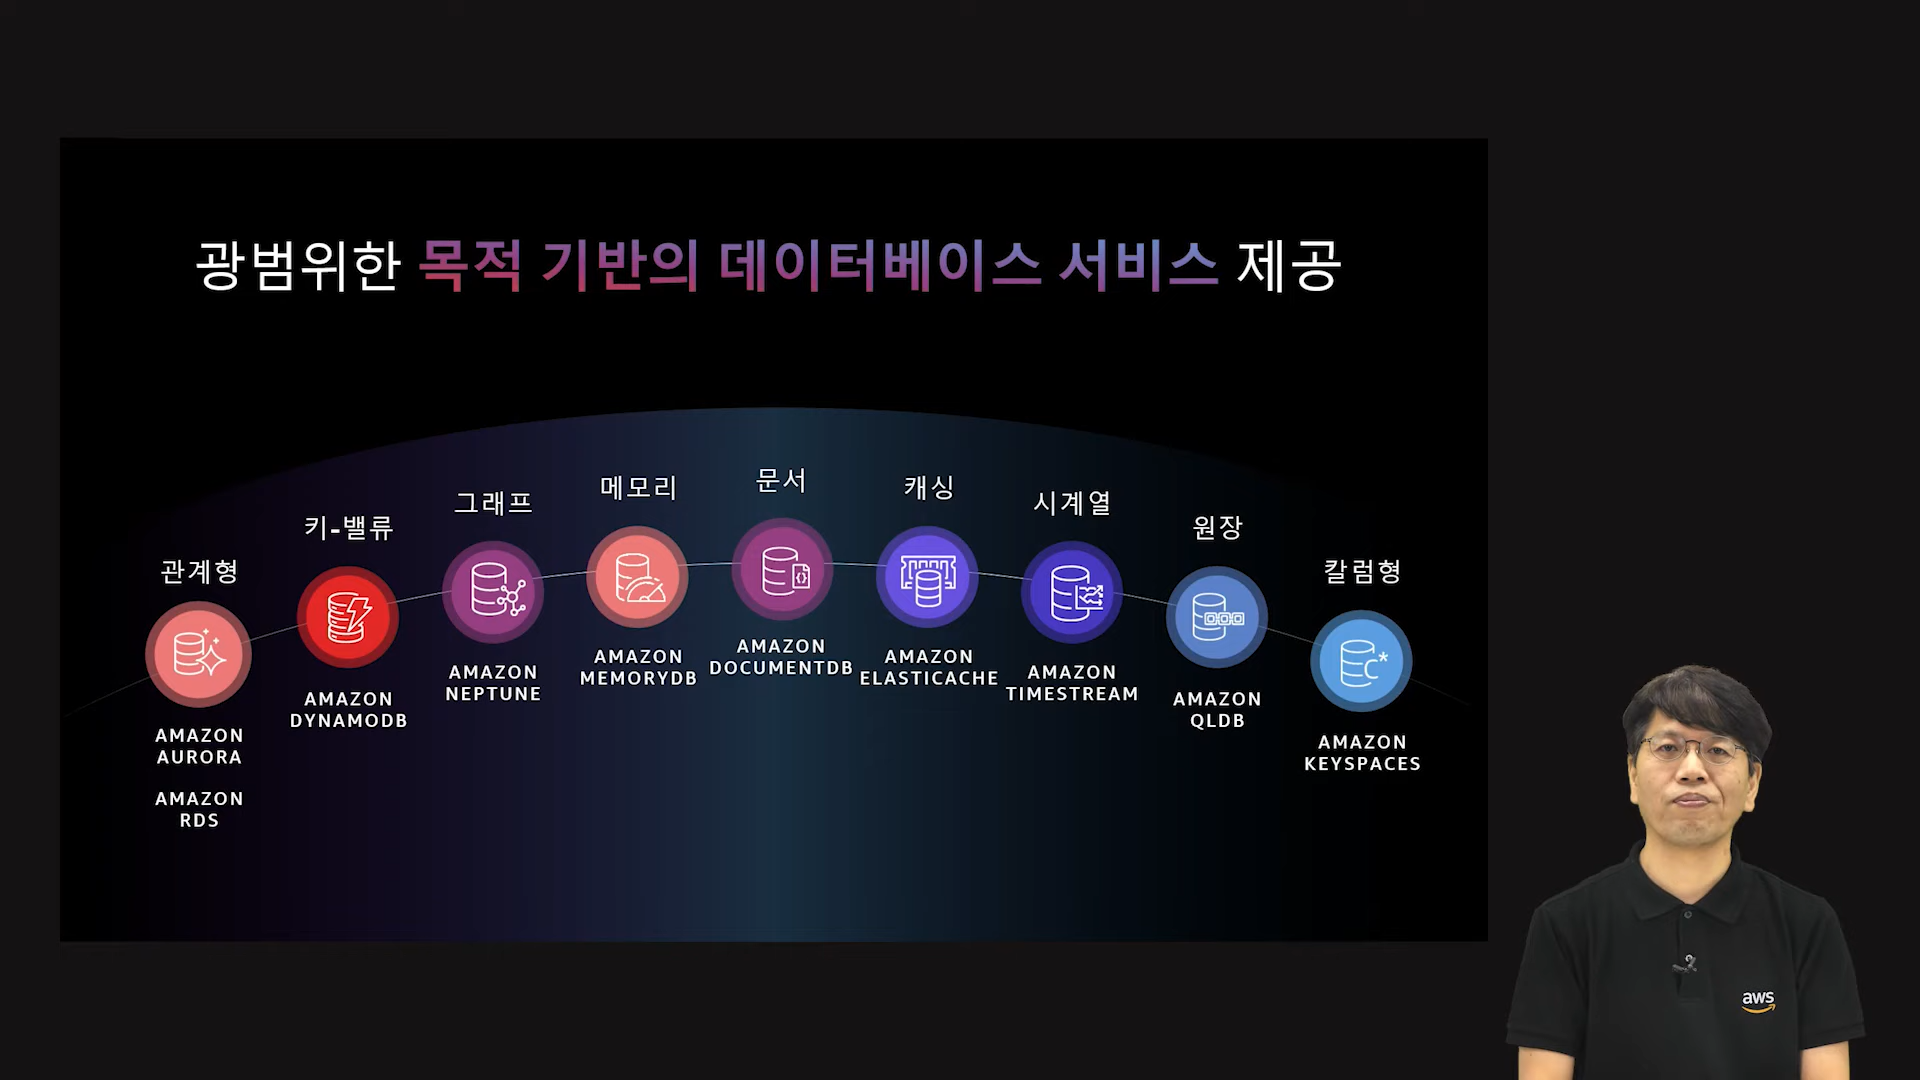 광범위한 목적 기반의 데이터베이스 서비스 제공
관계형
AMAZON
AURORA
AMAZON
RDS
키-밸류
AMAZON
DYNAMODB
그래프
AMAZON
NEPTUNE
메모리
AMAZON
MEMORYDB
문서
{}
AMAZON
DOCUMENTDB
캐싱
AMAZON
ELASTICACHE
시계열
AMAZON
TIMESTREAM
원장
AMAZON
QLDB
칼럼형
C*
AMAZON
KEYSPACES
aws